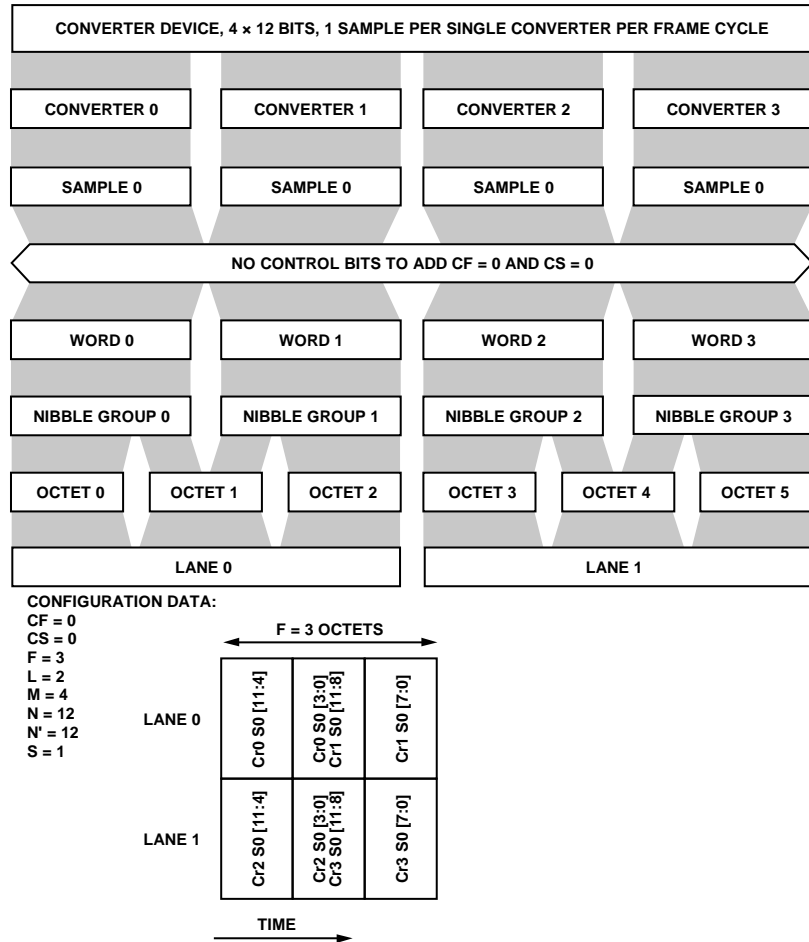 CONVERTER DEVICE, 4 × 12 BITS, 1 SAMPLE PER SINGLE CONVERTER PER FRAME CYCLE
CONVERTER 0 CONVERTER 1 CONVERTER 2 CONVERTER 3
SAMPLE 0 SAMPLE 0 SAMPLE 0 SAMPLE 0
NO CONTROL BITS TO ADD CF = 0 AND CS = 0
WORD 0 WORD 1 WORD 2 WORD 3
NIBBLE GROUP 0 NIBBLE GROUP 1 NIBBLE GROUP 2 NIBBLE GROUP 3
OCTET 0 OCTET 1 OCTET 2 OCTET 3 OCTET 4 OCTET 5
LANE 0 LANE 1
CONFIGURATION DATA:
CF = 0
CS = 0
F = 3
L = 2
M = 4
N = 12
N' = 12
S = 1
F = 3 OCTETS
LANE 0
Cr0 S0 [11:4]
Cr0 S0 [3:0]
Cr1 S0 [11:8]
Cr1 S0 [7:0]
LANE 1
Cr2 S0 [11:4]
Cr2 S0 [3:0]
Cr3 S0 [11:8]
Cr3 S0 [7:0]
TIME